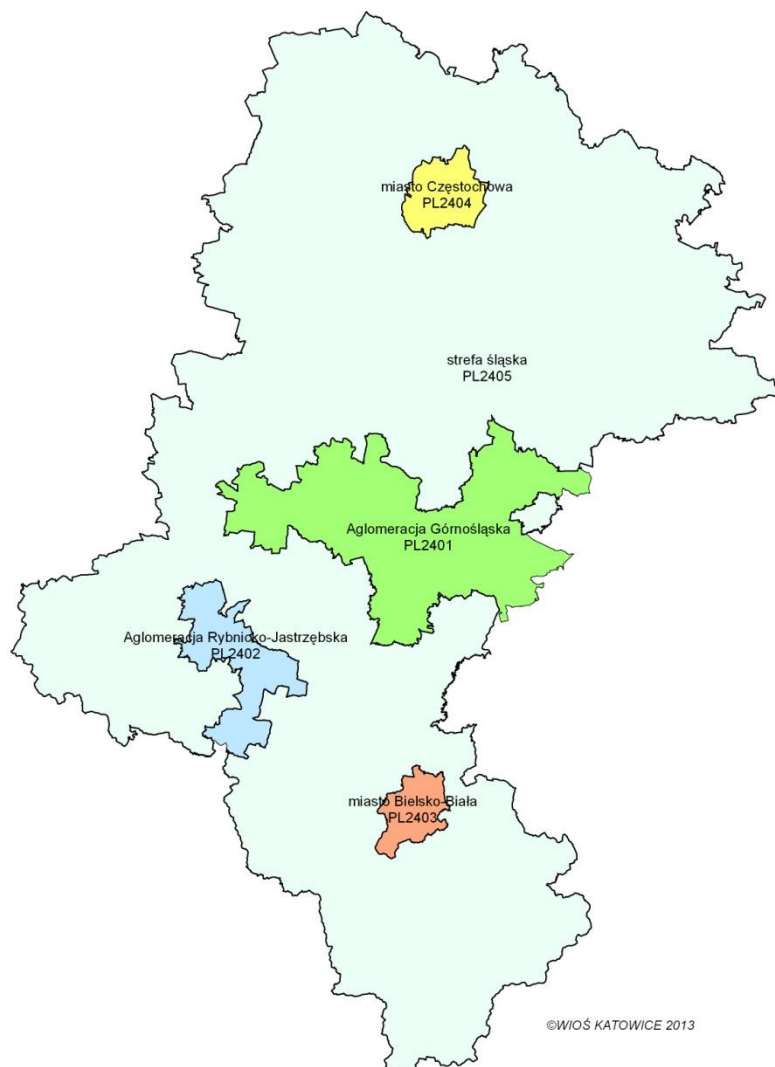 miasto Częstochowa
PL2404
strefa śląska
PL2405
Aglomeracja Górnośląska
PL2401
Aglomeracja Rybnicko-Jastrzębska
PL2402
miasto Bielsko-Biała
PL2403
©WIOŚ KATOWICE 2013